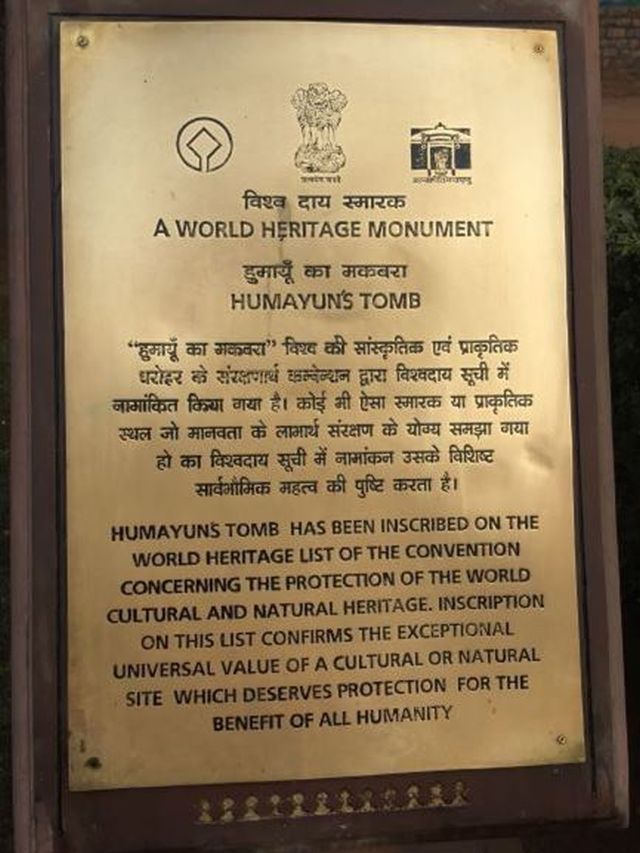 विश्व दाय स्मारक
A WORLD HERITAGE MONUMENT
हुमायूँ का मकबरा
HUMAYUN'S TOMB
“हुमायूँ का मकबरा” विश्व की सांस्कृतिक एवं प्राकृतिक
धरोहर के संरक्षणार्थ कन्वेन्शन द्वारा विश्वदाय सूची में
नामांकित किया गया है। कोई भी ऐसा स्मारक या प्राकृतिक
स्थल जो मानवता के लाभार्थ संरक्षण के योग्य समझा गया
हो का विश्वदाय सूची में नामांकन उसके विशिष्ट
सार्वभौमिक महत्व की पुष्टि करता है।
HUMAYUN'S TOMB HAS BEEN INSCRIBED ON THE
WORLD HERITAGE LIST OF THE CONVENTION
CONCERNING THE PROTECTION OF THE WORLD
CULTURAL AND NATURAL HERITAGE. INSCRIPTION
ON THIS LIST CONFIRMS THE EXCEPTIONAL
UNIVERSAL VALUE OF A CULTURAL OR NATURAL
SITE WHICH DESERVES PROTECTION FOR THE
BENEFIT OF ALL HUMANITY